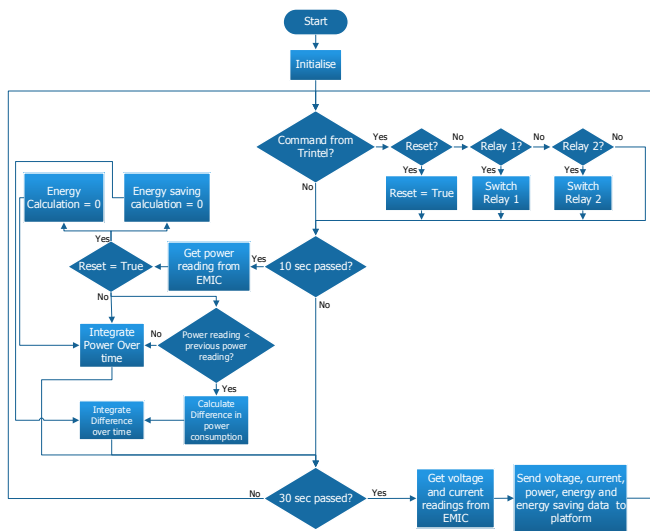 Start
Initialise
Command from
Trintel?
Yes
Reset?
No
Relay 1?
No
Relay 2?
No
Yes
Yes
Yes
Reset = True
Switch
Relay 1
Switch
Relay 2
No
Energy
Calculation = 0
Energy saving
calculation = 0
Yes
Reset = True
Get power
reading from
EMIC
Yes
10 sec passed?
No
No
Integrate
Power Over
time
No
Power reading <
previous power
reading?
Yes
Integrate
Difference
over time
Calculate
Difference in
power
consumption
No
30 sec passed?
Yes
Get voltage
and current
readings from
EMIC
Send voltage, current,
power, energy and
energy saving data to
platform